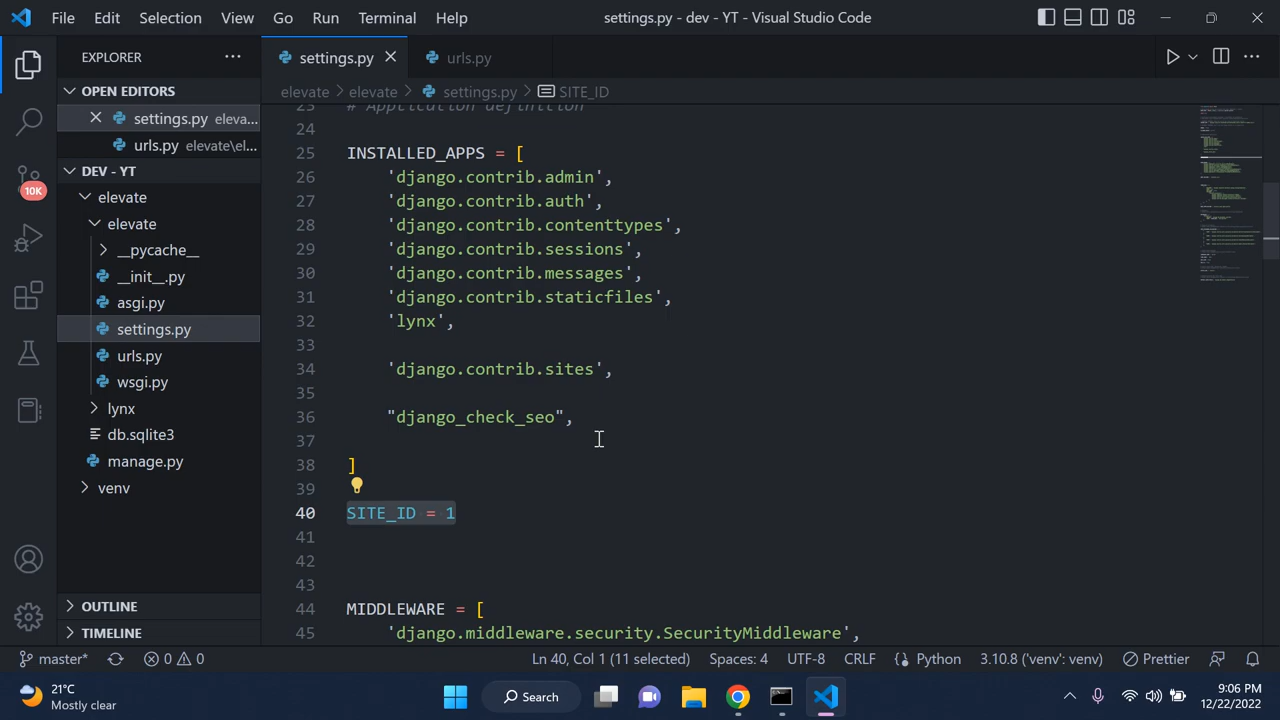 File Edit Selection View Go Run Terminal Help
settings.py - dev - YT - Visual Studio Code
EXPLORER
OPEN EDITORS
settings.py eleva...
urls.py elevate\el...
DEV - YT
elevate
elevate
__pycache__
__init__.py
asgi.py
settings.py
urls.py
wsgi.py
lynx
db.sqlite3
manage.py
venv
OUTLINE
TIMELINE
10K
settings.py
urls.py
elevate > elevate > settings.py > SITE_ID
23 # Application definition
24
25 INSTALLED_APPS = [
26 'django.contrib.admin',
27 'django.contrib.auth',
28 'django.contrib.contenttypes',
29 'django.contrib.sessions',
30 'django.contrib.messages',
31 'django.contrib.staticfiles',
32 'lynx',
33
34 'django.contrib.sites',
35
36 "django_check_seo",
37
38 ]
39
40 SITE_ID = 1
41
42
43
44 MIDDLEWARE = [
45 'django.middleware.security.SecurityMiddleware',
master* 0 0 Ln 40, Col 1 (11 selected) Spaces: 4 UTF-8 CRLF Python 3.10.8 ('venv': venv) Prettier
21°C
Mostly clear
Search
9:06 PM
12/22/2022